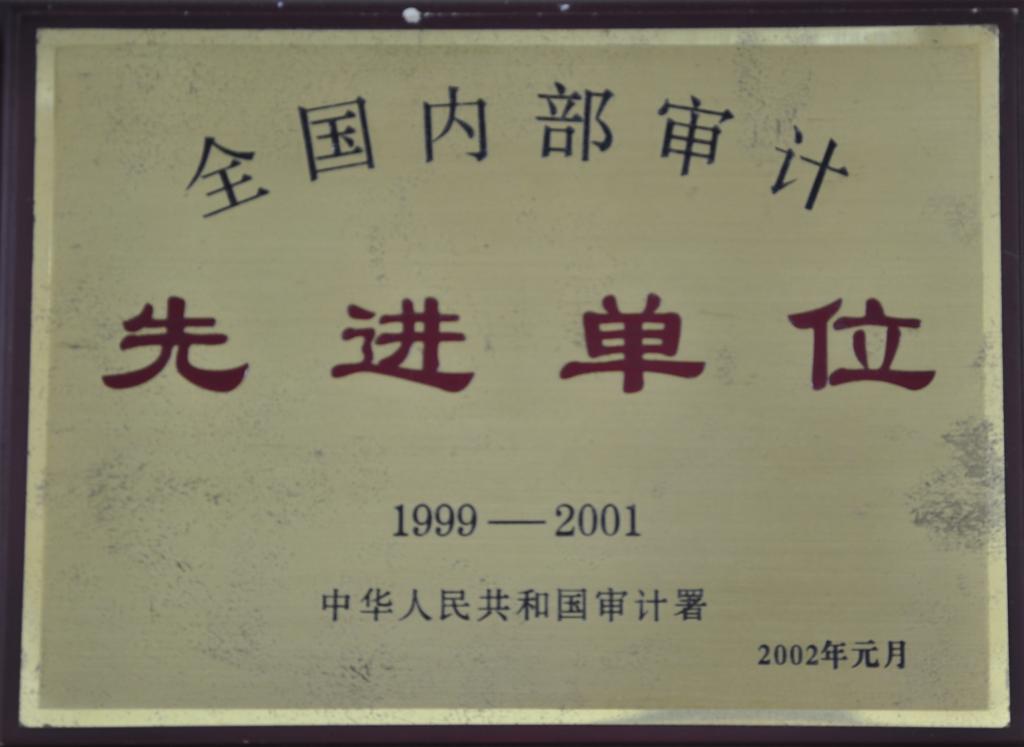 全国内部审计
先进单位
1999—2001
中华人民共和国审计署
2002年元月